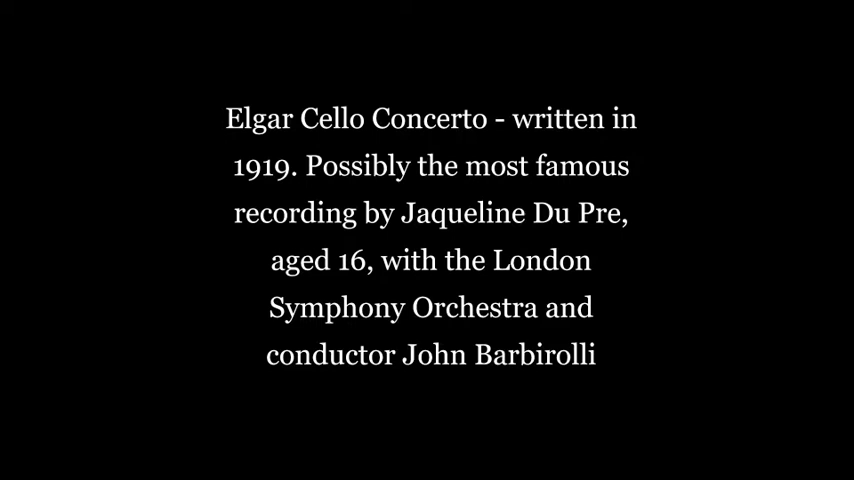 Elgar Cello Concerto - written in
1919. Possibly the most famous
recording by Jaqueline Du Pre,
aged 16, with the London
Symphony Orchestra and
conductor John Barbirolli